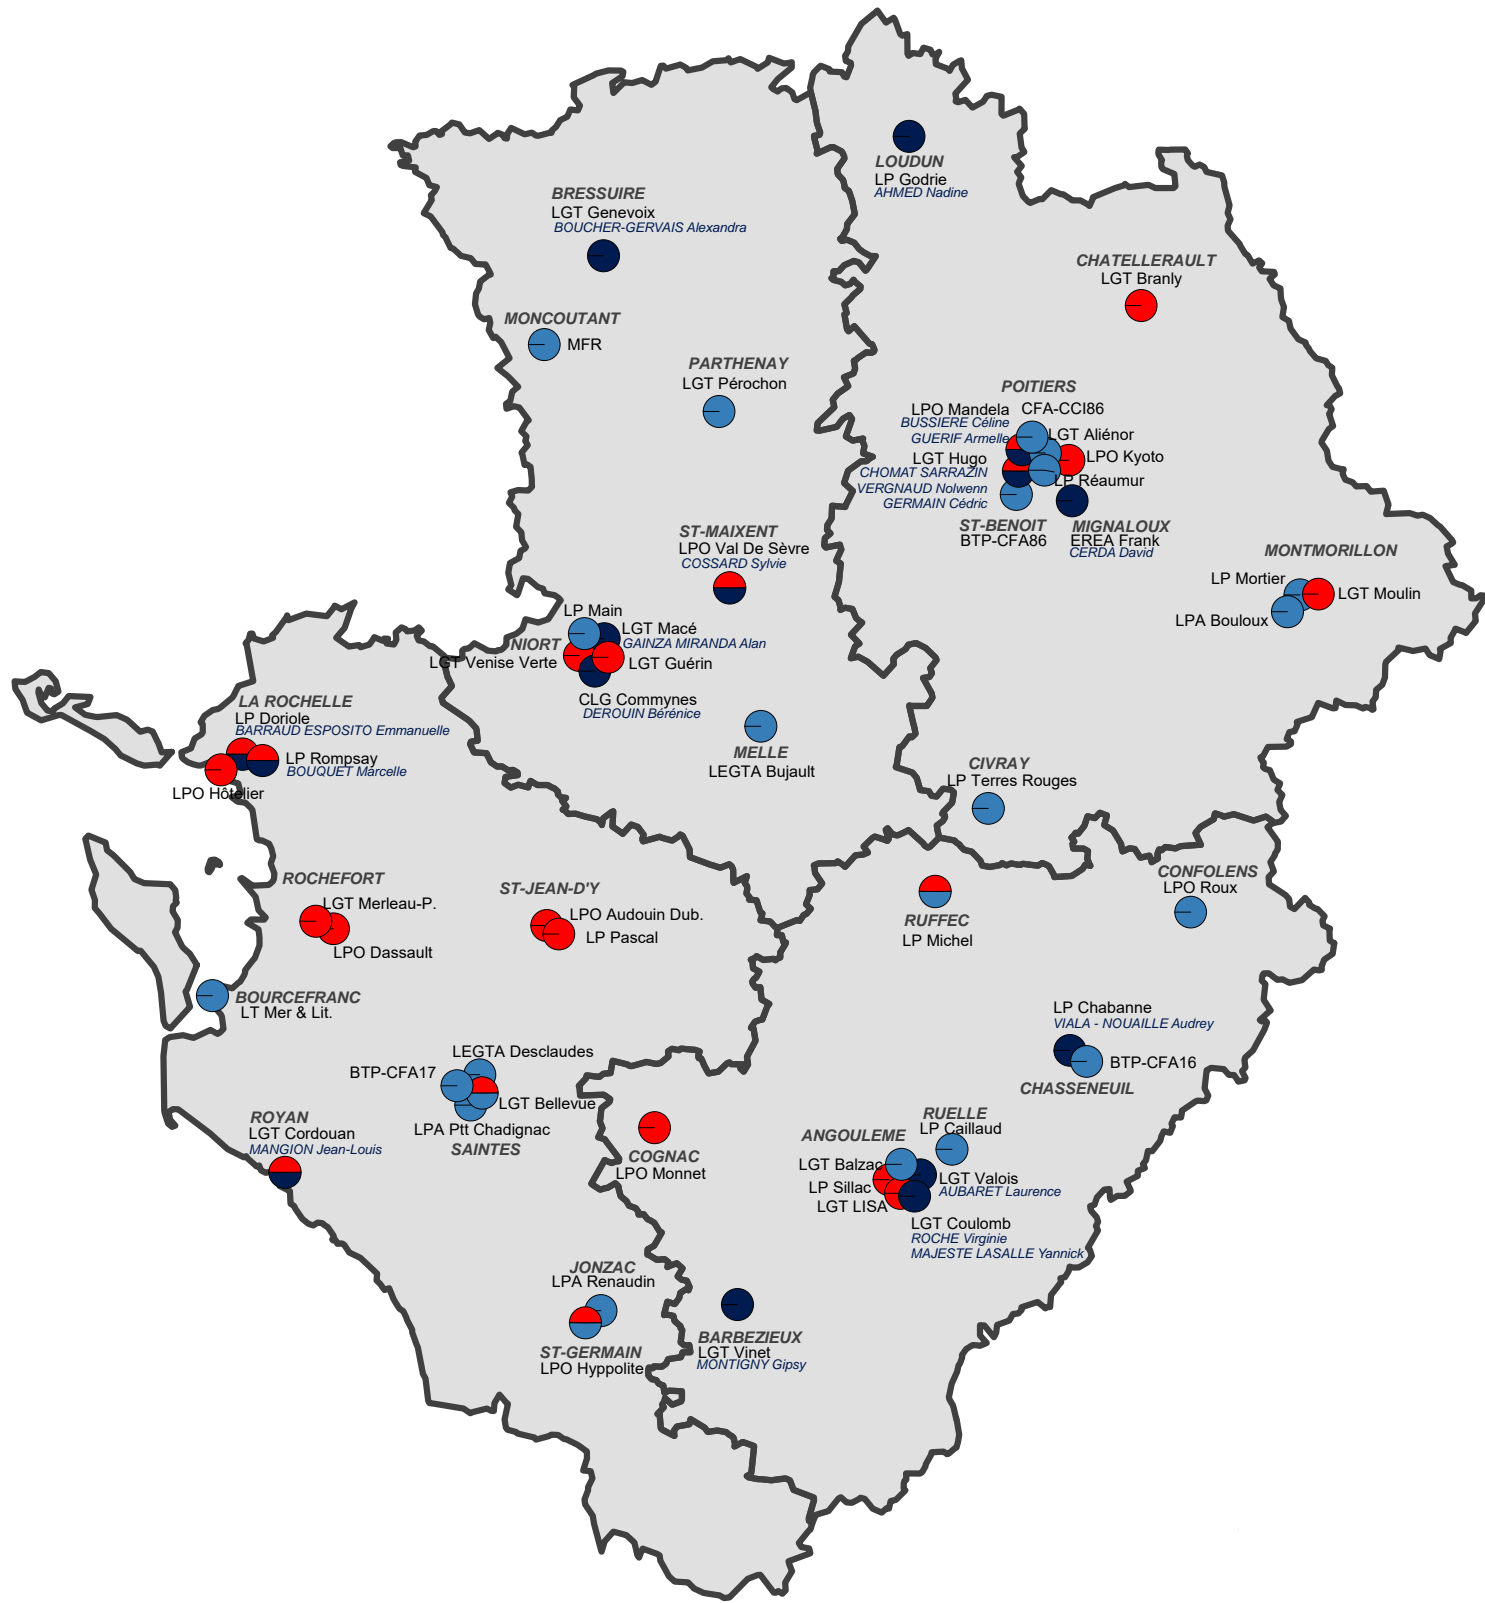 LOUDUN
LP Godrie
AHMED Nadine
BRESSUIRE
LGT Genevoix
BOUCHER-GERVAIS Alexandra
CHATELLERAULT
LGT Branly
MONCOUTANT
MFR
PARTHENAY
LGT Pérochon
POITIERS
LPO Mandela
CFA-CCI86
BUSSIERE Céline
GUERIF Armelle
LGT Aliénor
LGT Hugo
LPO Kyoto
CHOMAT SARRAZIN
LP Réaumur
VERGNAUD Nolwenn
GERMAIN Cédric
ST-BENOIT
BTP-CFA86
MIGNALOUX
EREA Frank
CERDA David
ST-MAIXENT
LPO Val De Sèvre
COSSARD Sylvie
MONTMORILLON
LP Mortier
LGT Moulin
LPA Bouloux
LP Main
LGT Macé
GAINZA MIRANDA Alan
NIORT
LGT Venise Verte
LGT Guérin
CLG Commynes
DEROUIN Bérénice
LA ROCHELLE
LP Doriole
BARRAUD ESPOSITO Emmanuelle
LP Rompsay
BOUQUET Marcelle
LPO Hôtelier
MELLE
LEGTA Bujault
CIVRAY
LP Terres Rouges
ROCHEFORT
LGT Merleau-P.
LPO Dassault
ST-JEAN-D'Y
LPO Audouin Dub.
LP Pascal
RUFFEC
LP Michel
CONFOLENS
LPO Roux
BOURCEFRANC
LT Mer & Lit.
LP Chabanne
VIALA - NOUAILLE Audrey
BTP-CFA16
CHASSENEUIL
LEGTA Desclaudes
BTP-CFA17
LGT Bellevue
LPA Ptt Chadignac
SAINTES
ROYAN
LGT Cordouan
MANGION Jean-Louis
COGNAC
LPO Monnet
RUELLE
LP Caillaud
ANGOULEME
LGT Balzac
LP Sillac
LGT LISA
LGT Valois
AUBARET Laurence
LGT Coulomb
ROCHE Virginie
MAJESTE LASALLE Yannick
JONZAC
LPA Renaudin
ST-GERMAIN
LPO Hyppolite
BARBEZIEUX
LGT Vinet
MONTIGNY Gipsy